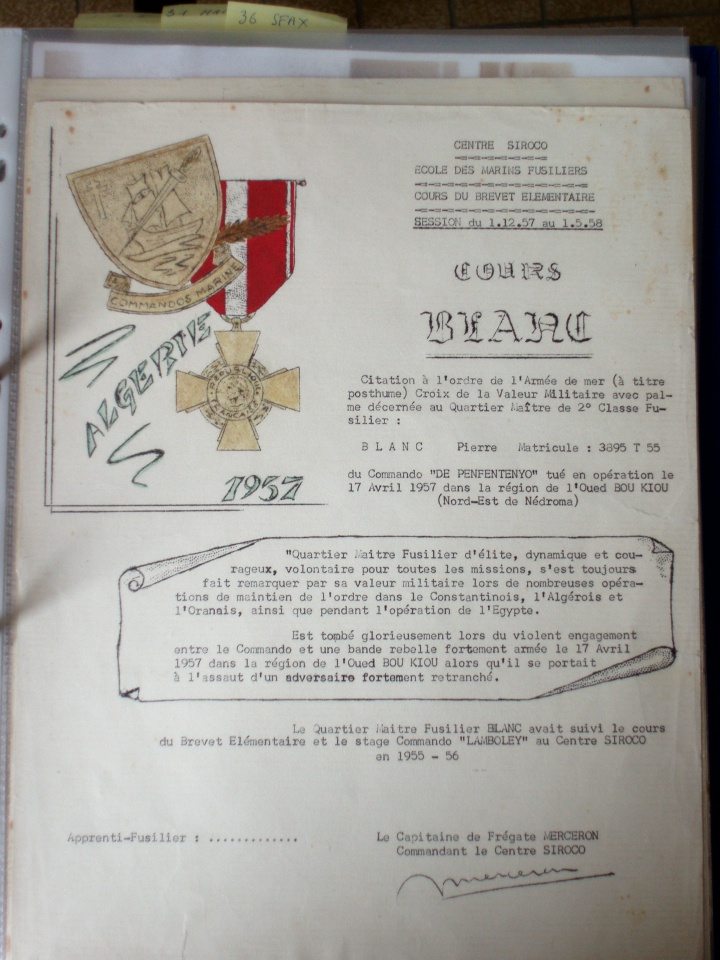 36 SFAX
CENTRE SIROCO
ECOLE DES MARINS FUSILIERS
COURS DU BREVET ELEMENTAIRE
SESSION du 1.12.57 au 1.5.58
COMMANDOS MARINE
ALGERIE
1957
COURS
BLANC
Citation à l'ordre de l'Armée de mer (à titre
posthume) Croix de la Valeur Militaire avec pal-
me décernée au Quartier Maître de 2° Classe Fu-
silier :
B L A N C Pierre Matricule : 3895 T 55
du Commando "DE PENFENTENYO" tué en opération le
17 Avril 1957 dans la région de l'Oued BOU KIOU
(Nord-Est de Nédroma)
"Quartier Maitre Fusilier d'élite, dynamique et cou-
rageux, volontaire pour toutes les missions, s'est toujours
fait remarquer par sa valeur militaire lors de nombreuses opéra-
tions de maintien de l'ordre dans le Constantinois, l'Algérois et
l'Oranais, ainsi que pendant l'opération de l'Egypte.
Est tombé glorieusement lors du violent engagement
entre le Commando et une bande rebelle fortement armée le 17 Avril
1957 dans la région de l'Oued BOU KIOU alors qu'il se portait
à l'assaut d'un adversaire fortement retranché.
Le Quartier Maitre Fusilier BLANC avait suivi le cours
du Brevet Elémentaire et le stage Commando "LAMBOLEY" au Centre SIROCO
en 1955 - 56
Apprenti-Fusilier : .............
Le Capitaine de Frégate MERCERON
Commandant le Centre SIROCO
merceron